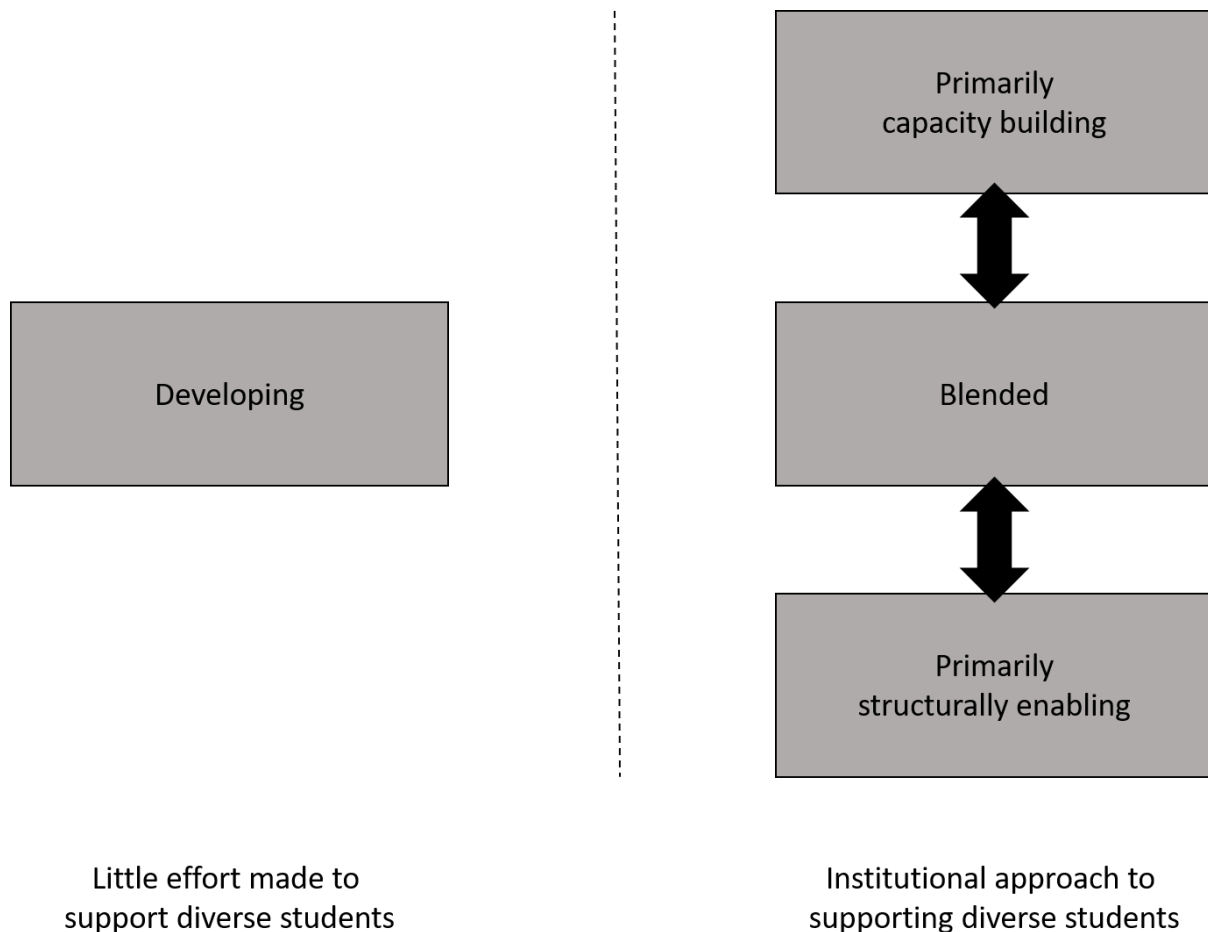 Primarily
capacity building
Developing
Blended
Primarily
structurally enabling
Little effort made to
support diverse students
Institutional approach to
supporting diverse students